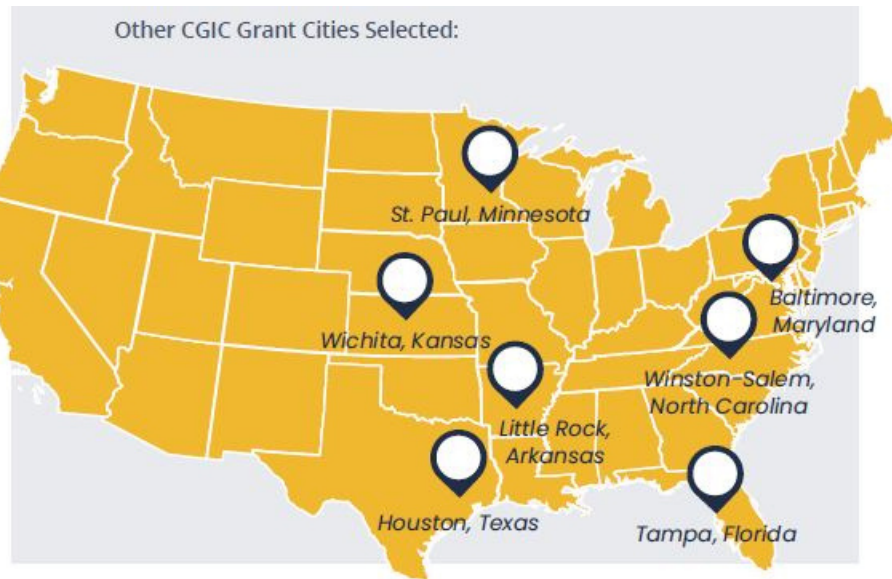 Other CGIC Grant Cities Selected:
St. Paul, Minnesota
Baltimore,
Maryland
Wichita, Kansas
Winston-Salem,
North Carolina
Little Rock,
Arkansas
Houston, Texas
Tampa, Florida